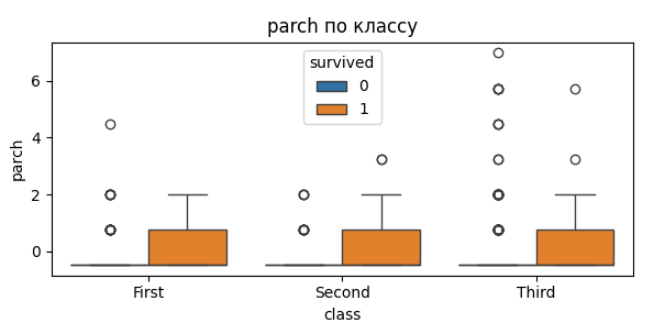 parch по классу
survived
0
1
6
4
2
0
parch
First Second Third
class